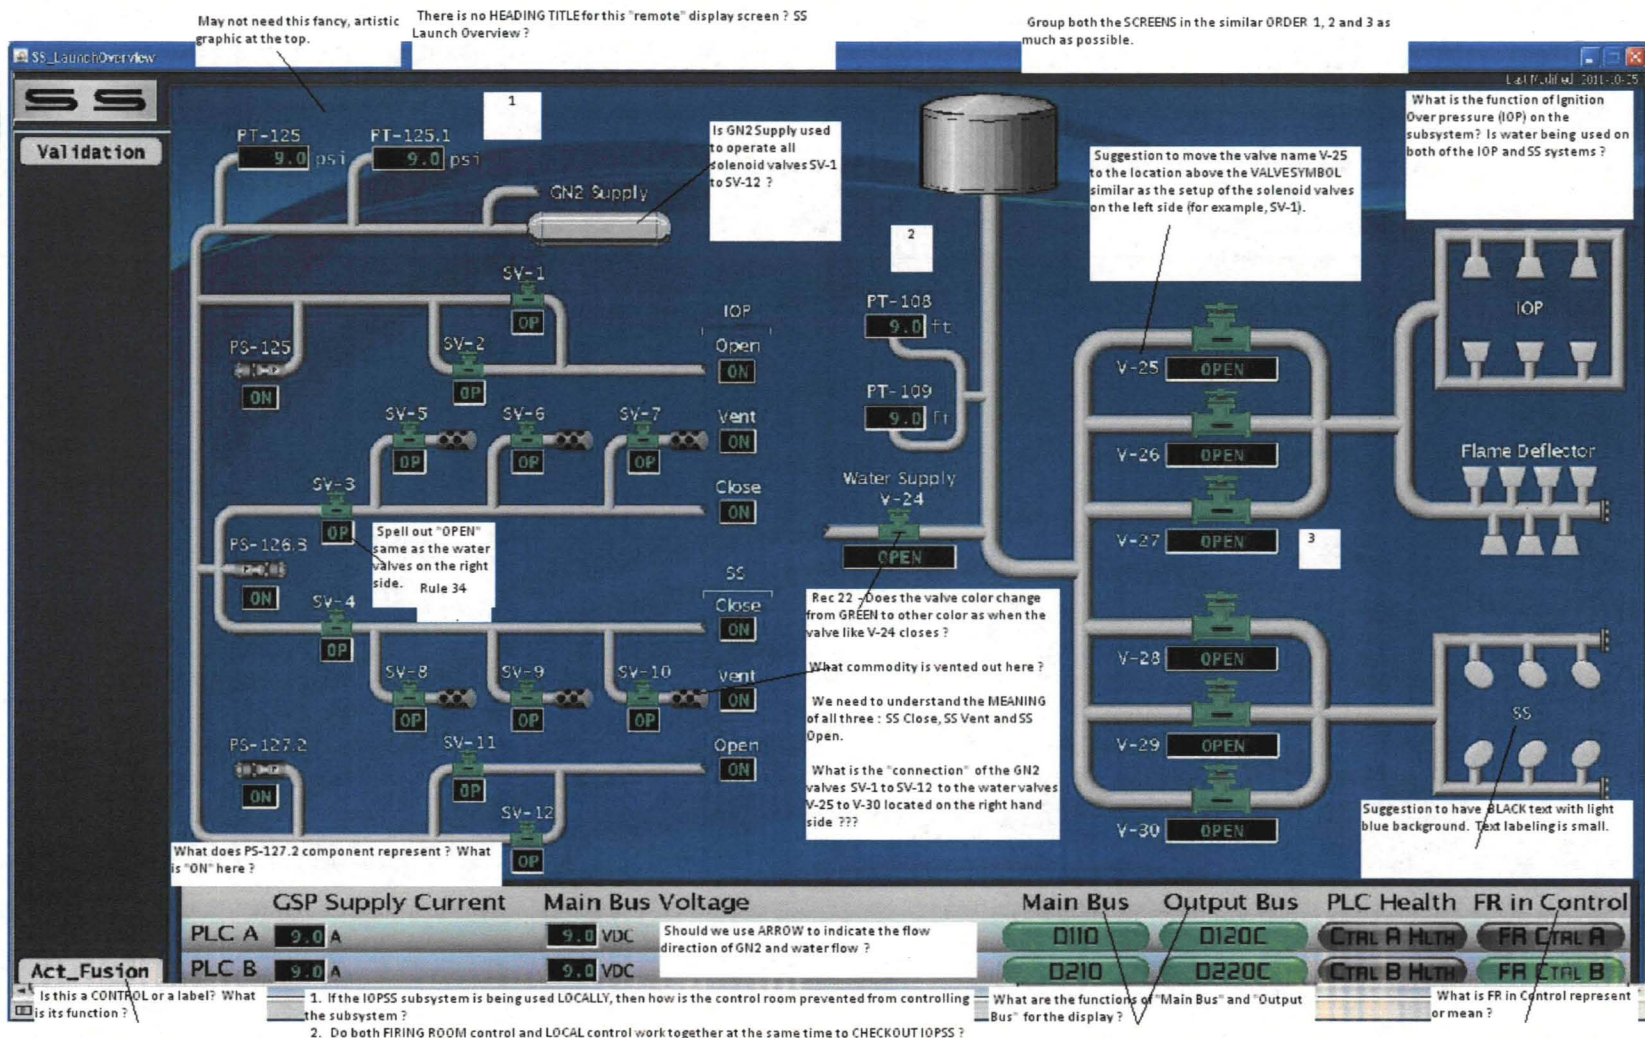 May not need this fancy, artistic
graphic at the top.
There is no HEADING TITLE for this "remote" display screen ? SS
Launch Overview ?
Group both the SCREENS in the similar ORDER 1, 2 and 3 as
much as possible.
SS_LaunchOverview
Last Modified: 2011-10-05
SS
Validation
1
PT-125
9.0 psi
PT-125.1
9.0 psi
GN2 Supply
Is GN2 Supply used
to operate all
solenoid valves SV-1
to SV-12 ?
Suggestion to move the valve name V-25
to the location above the VALVESYMBOL
similar as the setup of the solenoid valves
on the left side (for example, SV-1).
What is the function of Ignition
Over pressure (IOP) on the
subsystem? Is water being used on
both of the IOP and SS systems ?
2
SV-1
OP
PS-125
ON
SV-2
OP
IOP
Open
ON
SV-5
OP
SV-6
OP
SV-7
OP
Vent
ON
SV-3
OP
Close
ON
Spell out "OPEN"
same as the water
valves on the right
side. Rule 34
PS-126.3
ON
SS
SV-4
OP
Close
ON
SV-8
OP
SV-9
OP
SV-10
OP
Vent
ON
PS-127.2
ON
SV-11
OP
Open
ON
SV-12
OP
What does PS-127.2 component represent ? What
is "ON" here ?
PT-108
9.0 ft
PT-109
9.0 ft
Water Supply
V-24
OPEN
Rec 22 - Does the valve color change
from GREEN to other color as when the
valve like V-24 closes ?
What commodity is vented out here ?
We need to understand the MEANING
of all three : SS Close, SS Vent and SS
Open.
What is the "connection" of the GN2
valves SV-1 to SV-12 to the water valves
V-25 to V-30 located on the right hand
side ???
V-25 OPEN
V-26 OPEN
V-27 OPEN
3
V-28 OPEN
V-29 OPEN
V-30 OPEN
IOP
Flame Deflector
SS
Suggestion to have BLACK text with light
blue background. Text labeling is small.
GSP Supply Current Main Bus Voltage Main Bus Output Bus PLC Health FR in Control
PLC A 9.0 A 9.0 VDC D110 D120C CTRL A HLTH FR CTRL A
PLC B 9.0 A 9.0 VDC D210 D220C CTRL B HLTH FR CTRL B
Should we use ARROW to indicate the flow
direction of GN2 and water flow ?
Act_Fusion
Is this a CONTROL or a label? What
is its function ?
1. If the IOPSS subsystem is being used LOCALLY, then how is the control room prevented from controlling
the subsystem ?
2. Do both FIRING ROOM control and LOCAL control work together at the same time to CHECKOUT IOPSS ?
What are the functions of "Main Bus" and "Output
Bus" for the display ?
What is FR in Control represent
or mean ?